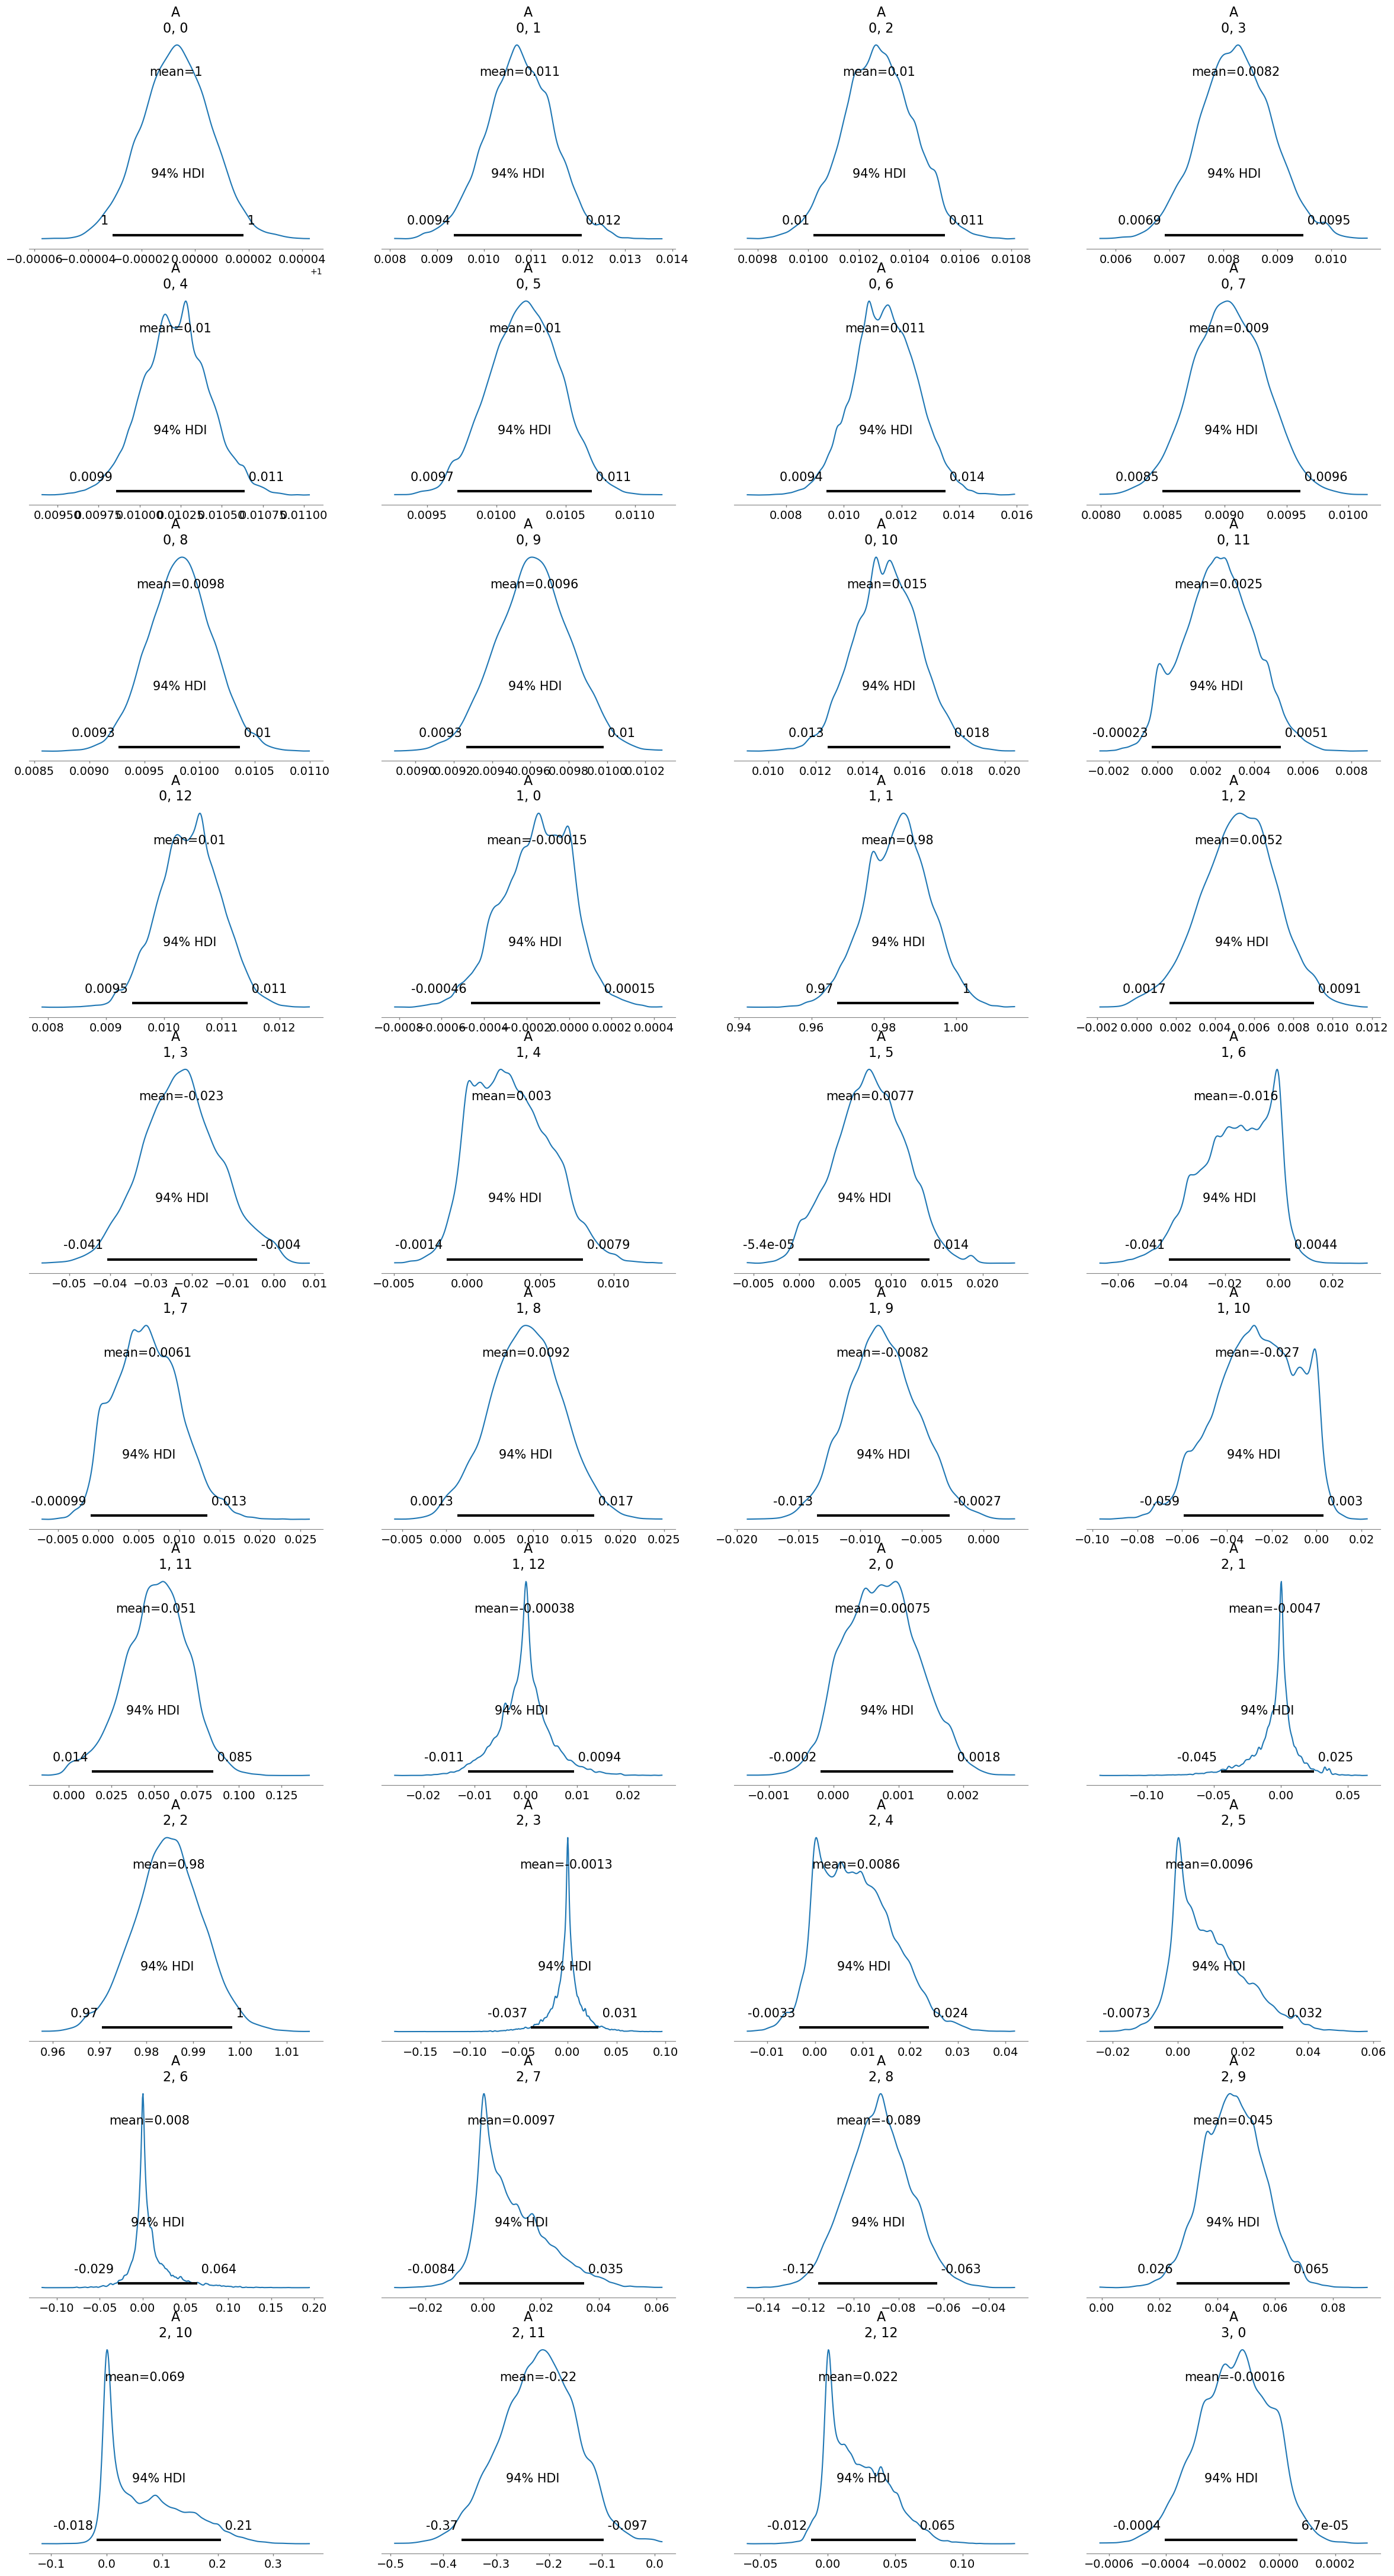 A A A A
0, 0 0, 1 0, 2 0, 3
mean=1 mean=0.011 mean=0.01 mean=0.0082
94% HDI 94% HDI 94% HDI 94% HDI
1 1 0.0094 0.012 0.01 0.011 0.0069 0.0095
−0.00006 −0.00004 −0.00002 0.00000 0.00002 0.00004 0.008 0.009 0.010 0.011 0.012 0.013 0.014 0.0098 0.0100 0.0102 0.0104 0.0106 0.0108 0.006 0.007 0.008 0.009 0.010
+1
A A A A
0, 4 0, 5 0, 6 0, 7
mean=0.01 mean=0.01 mean=0.011 mean=0.009
94% HDI 94% HDI 94% HDI 94% HDI
0.0099 0.011 0.0097 0.011 0.0094 0.014 0.0085 0.0096
0.00950 0.00975 0.01000 0.01025 0.01050 0.01075 0.01100 0.0095 0.0100 0.0105 0.0110 0.008 0.010 0.012 0.014 0.016 0.0080 0.0085 0.0090 0.0095 0.0100
A A A A
0, 8 0, 9 0, 10 0, 11
mean=0.0098 mean=0.0096 mean=0.015 mean=0.0025
94% HDI 94% HDI 94% HDI 94% HDI
0.0093 0.01 0.0093 0.01 0.013 0.018 -0.00023 0.0051
0.0085 0.0090 0.0095 0.0100 0.0105 0.0110 0.0090 0.0092 0.0094 0.0096 0.0098 0.0100 0.0102 0.010 0.012 0.014 0.016 0.018 0.020 −0.002 0.000 0.002 0.004 0.006 0.008
A A A A
0, 12 1, 0 1, 1 1, 2
mean=0.01 mean=-0.00015 mean=0.98 mean=0.0052
94% HDI 94% HDI 94% HDI 94% HDI
0.0095 0.011 -0.00046 0.00015 0.97 1 0.0017 0.0091
0.008 0.009 0.010 0.011 0.012 −0.0008 −0.0006 −0.0004 −0.0002 0.0000 0.0002 0.0004 0.94 0.96 0.98 1.00 −0.002 0.000 0.002 0.004 0.006 0.008 0.010 0.012
A A A A
1, 3 1, 4 1, 5 1, 6
mean=-0.023 mean=0.003 mean=0.0077 mean=-0.016
94% HDI 94% HDI 94% HDI 94% HDI
-0.041 -0.004 -0.0014 0.0079 -5.4e-05 0.014 -0.041 0.0044
−0.05 −0.04 −0.03 −0.02 −0.01 0.00 0.01 −0.005 0.000 0.005 0.010 −0.005 0.000 0.005 0.010 0.015 0.020 −0.06 −0.04 −0.02 0.00 0.02
A A A A
1, 7 1, 8 1, 9 1, 10
mean=0.0061 mean=0.0092 mean=-0.0082 mean=-0.027
94% HDI 94% HDI 94% HDI 94% HDI
-0.00099 0.013 0.0013 0.017 -0.013 -0.0027 -0.059 0.003
−0.005 0.000 0.005 0.010 0.015 0.020 0.025 −0.005 0.000 0.005 0.010 0.015 0.020 0.025 −0.020 −0.015 −0.010 −0.005 0.000 −0.10 −0.08 −0.06 −0.04 −0.02 0.00 0.02
A A A A
1, 11 1, 12 2, 0 2, 1
mean=0.051 mean=-0.00038 mean=0.00075 mean=-0.0047
94% HDI 94% HDI 94% HDI 94% HDI
0.014 0.085 -0.011 0.0094 -0.0002 0.0018 -0.045 0.025
0.000 0.025 0.050 0.075 0.100 0.125 −0.02 −0.01 0.00 0.01 0.02 −0.001 0.000 0.001 0.002 −0.10 −0.05 0.00 0.05
A A A A
2, 2 2, 3 2, 4 2, 5
mean=0.98 mean=-0.0013 mean=0.0086 mean=0.0096
94% HDI 94% HDI 94% HDI 94% HDI
0.97 1 -0.037 0.031 -0.0033 0.024 -0.0073 0.032
0.96 0.97 0.98 0.99 1.00 1.01 −0.15 −0.10 −0.05 0.00 0.05 0.10 −0.01 0.00 0.01 0.02 0.03 0.04 −0.02 0.00 0.02 0.04 0.06
A A A A
2, 6 2, 7 2, 8 2, 9
mean=0.008 mean=0.0097 mean=-0.089 mean=0.045
94% HDI 94% HDI 94% HDI 94% HDI
-0.029 0.064 -0.0084 0.035 -0.12 -0.063 0.026 0.065
−0.10 −0.05 0.00 0.05 0.10 0.15 0.20 −0.02 0.00 0.02 0.04 0.06 −0.14 −0.12 −0.10 −0.08 −0.06 −0.04 0.00 0.02 0.04 0.06 0.08
A A A A
2, 10 2, 11 2, 12 3, 0
mean=0.069 mean=-0.22 mean=0.022 mean=-0.00016
94% HDI 94% HDI 94% HDI 94% HDI
-0.018 0.21 -0.37 -0.097 -0.012 0.065 -0.0004 6.7e-05
−0.1 0.0 0.1 0.2 0.3 −0.5 −0.4 −0.3 −0.2 −0.1 0.0 −0.05 0.00 0.05 0.10 −0.0006 −0.0004 −0.0002 0.0000 0.0002